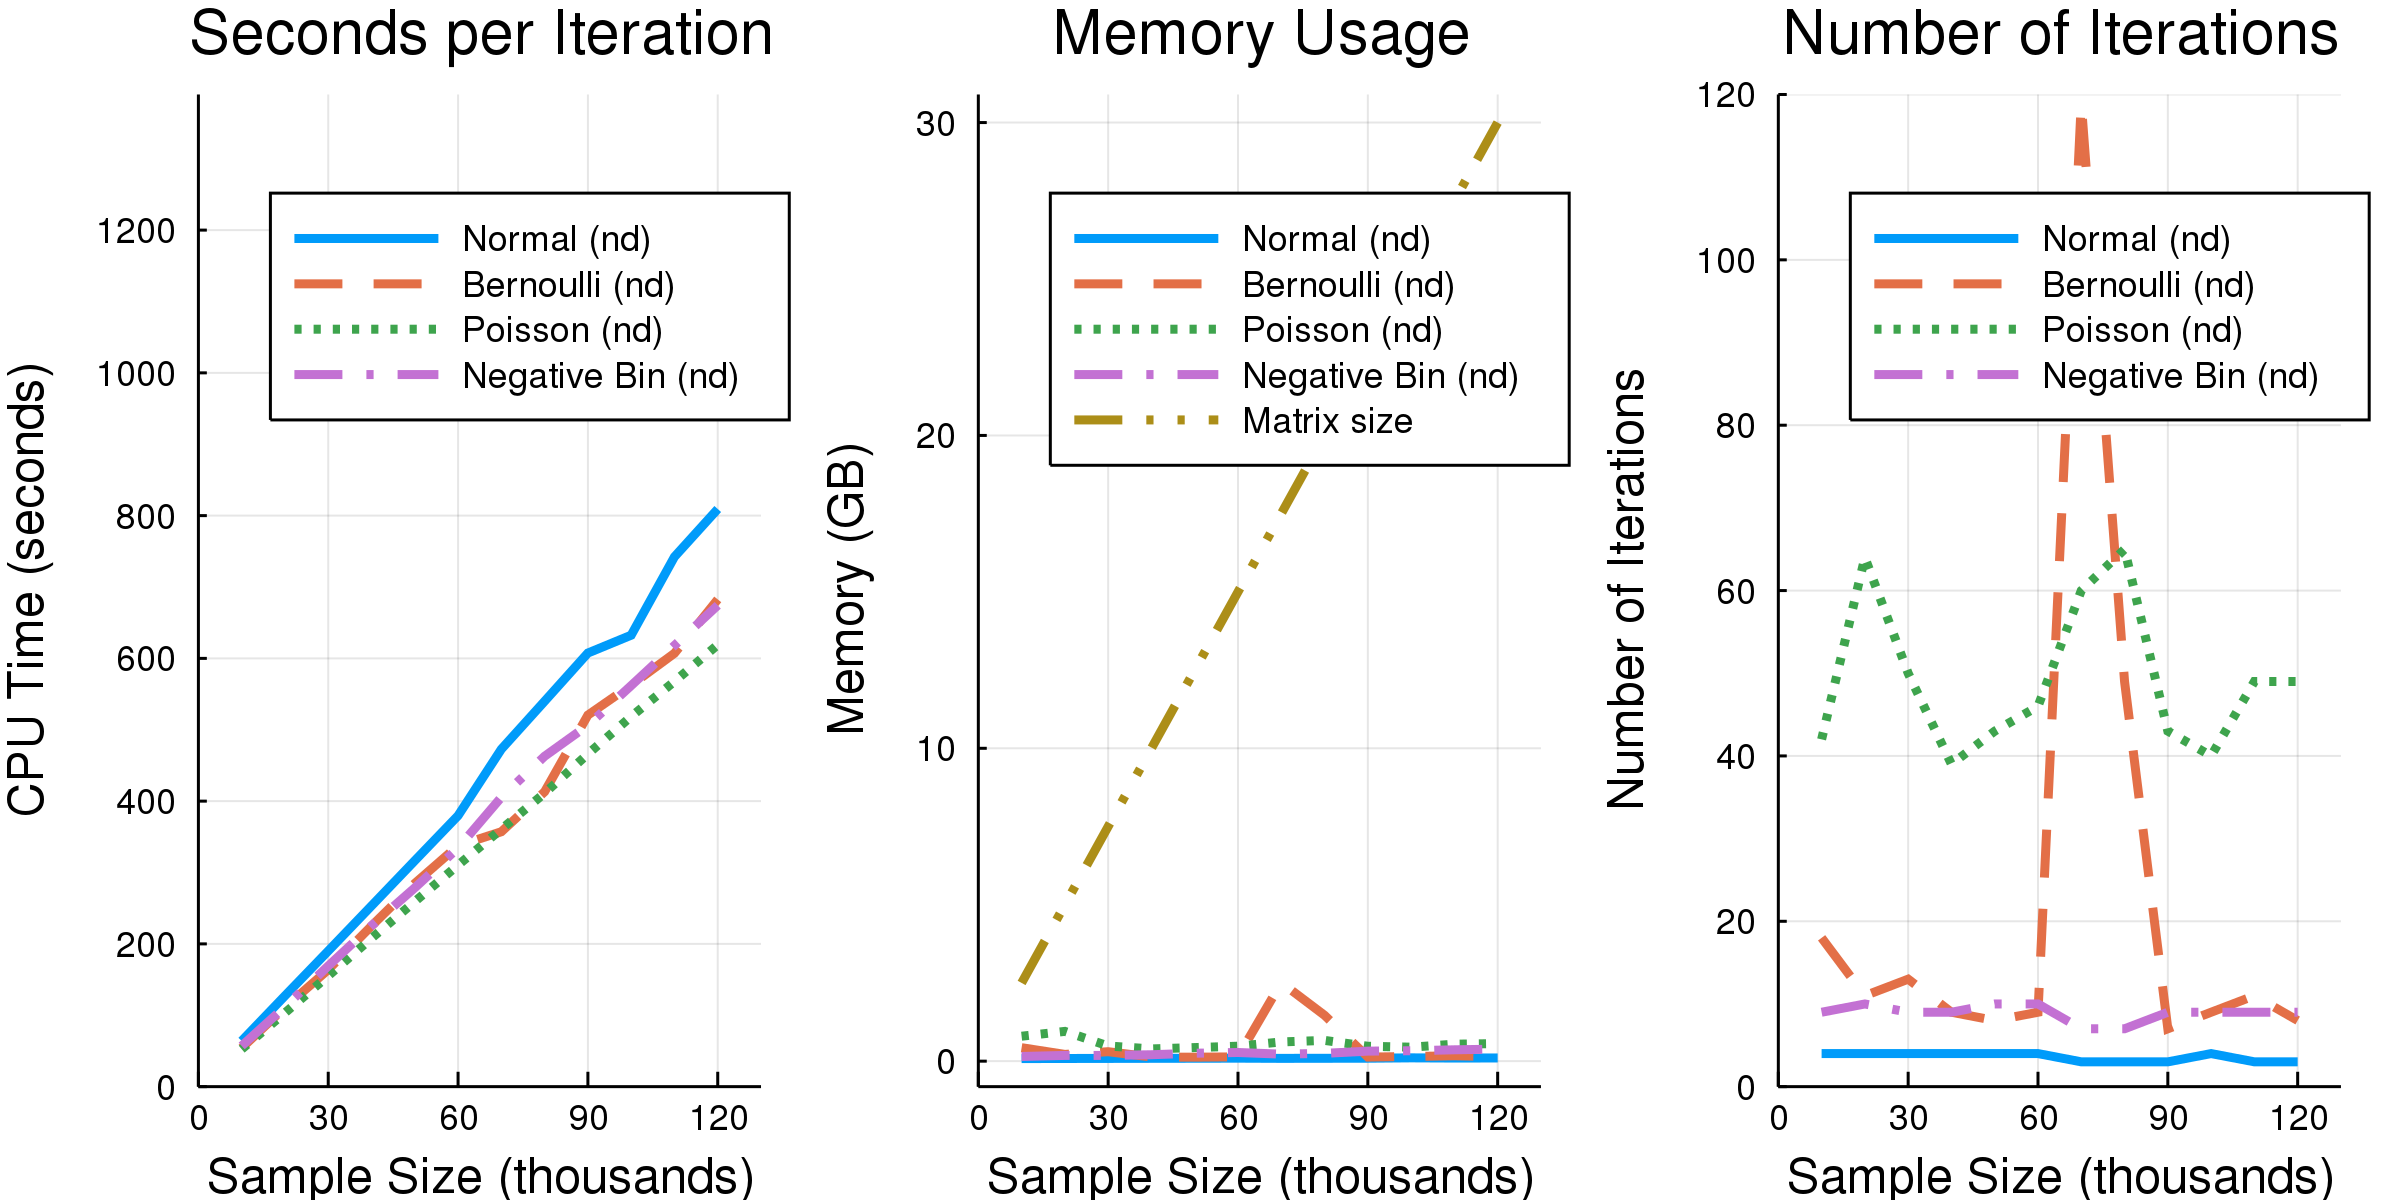 Seconds per Iteration
CPU Time (seconds)
1200
1000
800
600
400
200
0
0 30 60 90 120
Sample Size (thousands)
Normal (nd)
Bernoulli (nd)
Poisson (nd)
Negative Bin (nd)
Memory Usage
Memory (GB)
30
20
10
0
0 30 60 90 120
Sample Size (thousands)
Normal (nd)
Bernoulli (nd)
Poisson (nd)
Negative Bin (nd)
Matrix size
Number of Iterations
Number of Iterations
120
100
80
60
40
20
0
0 30 60 90 120
Sample Size (thousands)
Normal (nd)
Bernoulli (nd)
Poisson (nd)
Negative Bin (nd)